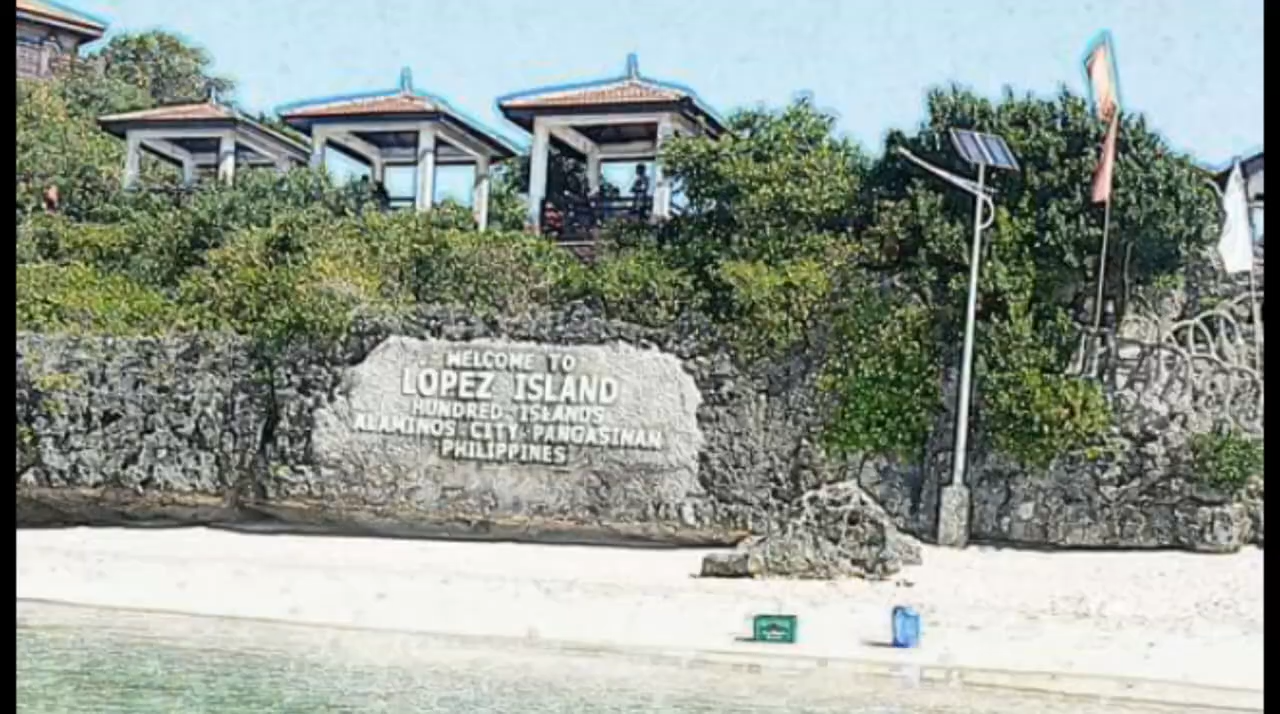 WELCOME TO
LOPEZ ISLAND
HUNDRED ISLANDS
ALAMINOS CITY PANGASINAN
PHILIPPINES